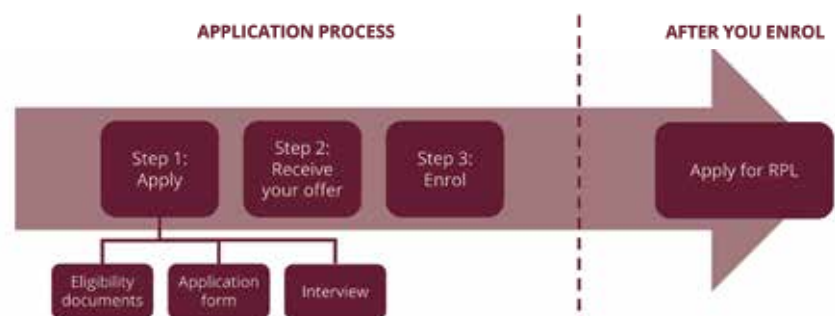 APPLICATION PROCESS
AFTER YOU ENROL
Step 1:
Apply
Step 2:
Receive
your offer
Step 3:
Enrol
Apply for RPL
Eligibility
documents
Application
form
Interview